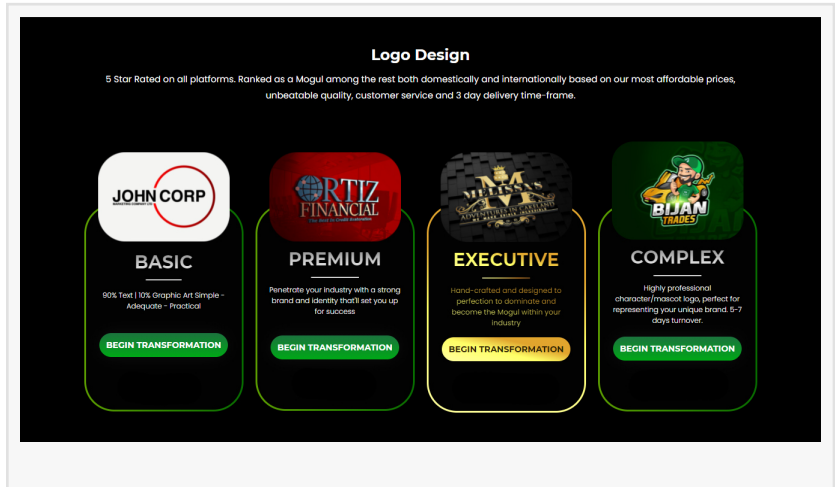 Logo Design
5 Star Rated on all platforms. Ranked as a Mogul among the rest both domestically and internationally based on our most affordable prices,
unbeatable quality, customer service and 3 day delivery time-frame.
JOHN CORP
BASIC
90% Text | 10% Graphic Art Simple -
Adequate - Practical
BEGIN TRANSFORMATION
ORTIZ
FINANCIAL
PREMIUM
Penetrate your industry with a strong
brand and identity that'll set you up
for success
BEGIN TRANSFORMATION
M
MELISSA'S
ADVENTURES IN CAKELAND
EXECUTIVE
Hand-crafted and designed to
perfection to dominate and
become the Mogul within your
industry
BEGIN TRANSFORMATION
BIJAN
TRADES
COMPLEX
Highly professional
character/mascot logo, perfect for
representing your unique brand. 5-7
days turnover.
BEGIN TRANSFORMATION